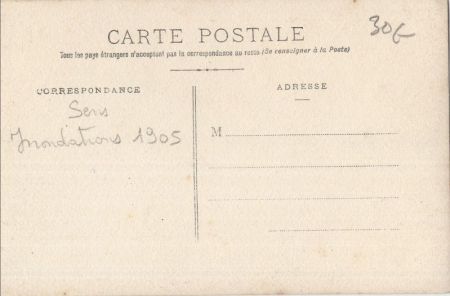 CARTE POSTALE
30€
Tous les pays étrangers n'acceptent pas la correspondance au recto (Se renseigner à la Poste)
CORRESPONDANCE
ADRESSE
Sens
Inondations 1905
M